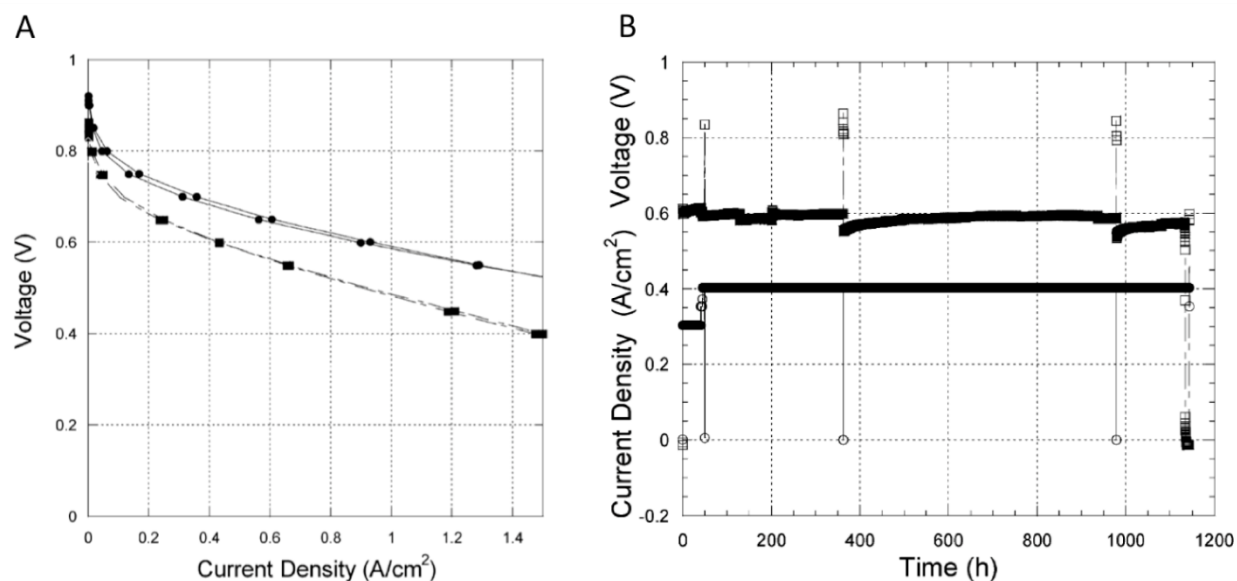 A
B
Voltage (V)
1
0.8
0.6
0.4
0.2
0
0 0.2 0.4 0.6 0.8 1 1.2 1.4
Current Density (A/cm²)
Current Density (A/cm²) Voltage (V)
1
0.8
0.6
0.4
0.2
0
-0.2
0 200 400 600 800 1000 1200
Time (h)